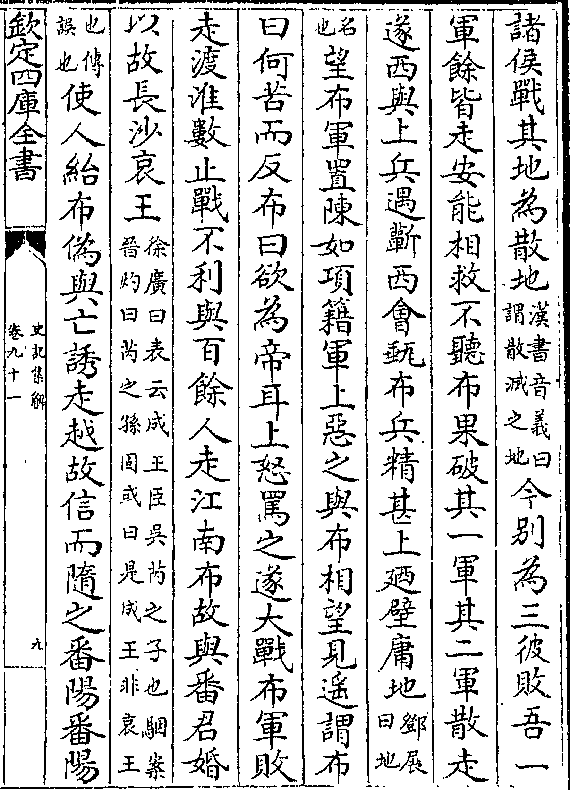 諸侯戰其地為散地漢書音義曰謂散滅之地今別為三彼敗吾一
軍餘皆走安能相救不聽布果破其一軍其二軍散走
遂西與上兵遇蘄西會甀布兵精甚上廼壁庸城鄧展曰地
名也望布軍置陳如項籍軍上惡之與布相望見遥謂布
曰何苦而反布曰欲為帝耳上怒罵之遂大戰布軍敗
走渡淮數止戰不利與百餘人走江南布故與番君婚
以故長沙哀王徐廣曰表云成王臣吳芮之子也駰案晉灼曰芮之孫固或曰是成王非哀王
也傳誤也使人紿布偽與亡誘走越故信而隨之番陽番陽
欽定四庫全書
史記集解
卷九十一
九